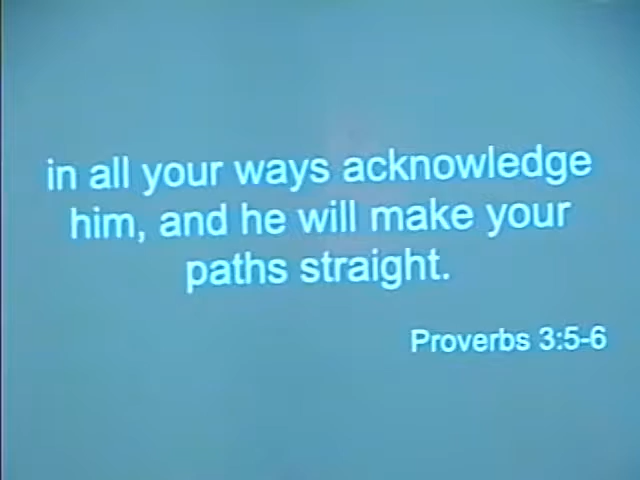 in all your ways acknowledge
him, and he will make your
paths straight.
Proverbs 3:5-6